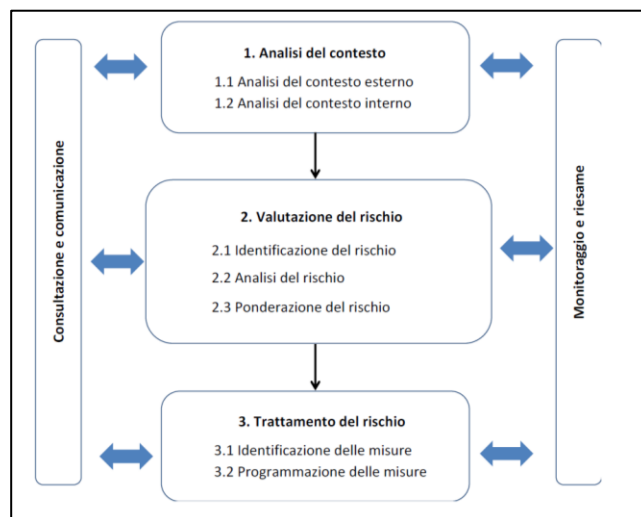 Consultazione e comunicazione
1. Analisi del contesto
1.1 Analisi del contesto esterno
1.2 Analisi del contesto interno
2. Valutazione del rischio
2.1 Identificazione del rischio
2.2 Analisi del rischio
2.3 Ponderazione del rischio
3. Trattamento del rischio
3.1 Identificazione delle misure
3.2 Programmazione delle misure
Monitoraggio e riesame